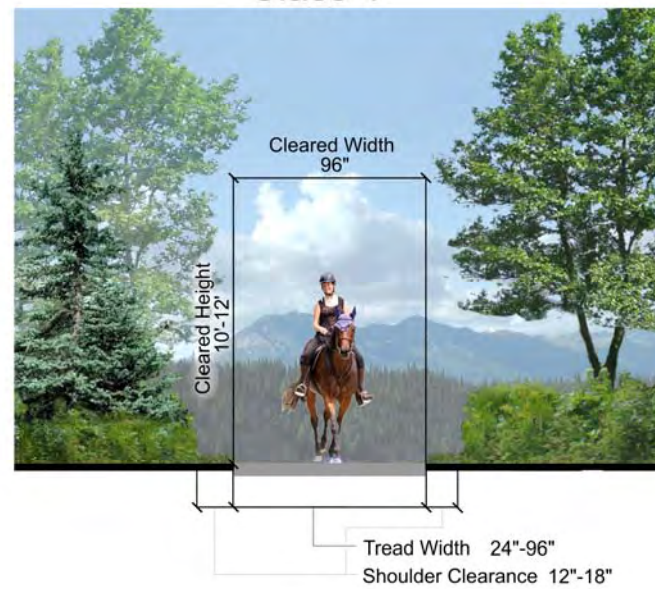 Cleared Width
96"
Cleared Height
10'-12'
Tread Width 24"-96"
Shoulder Clearance 12"-18"